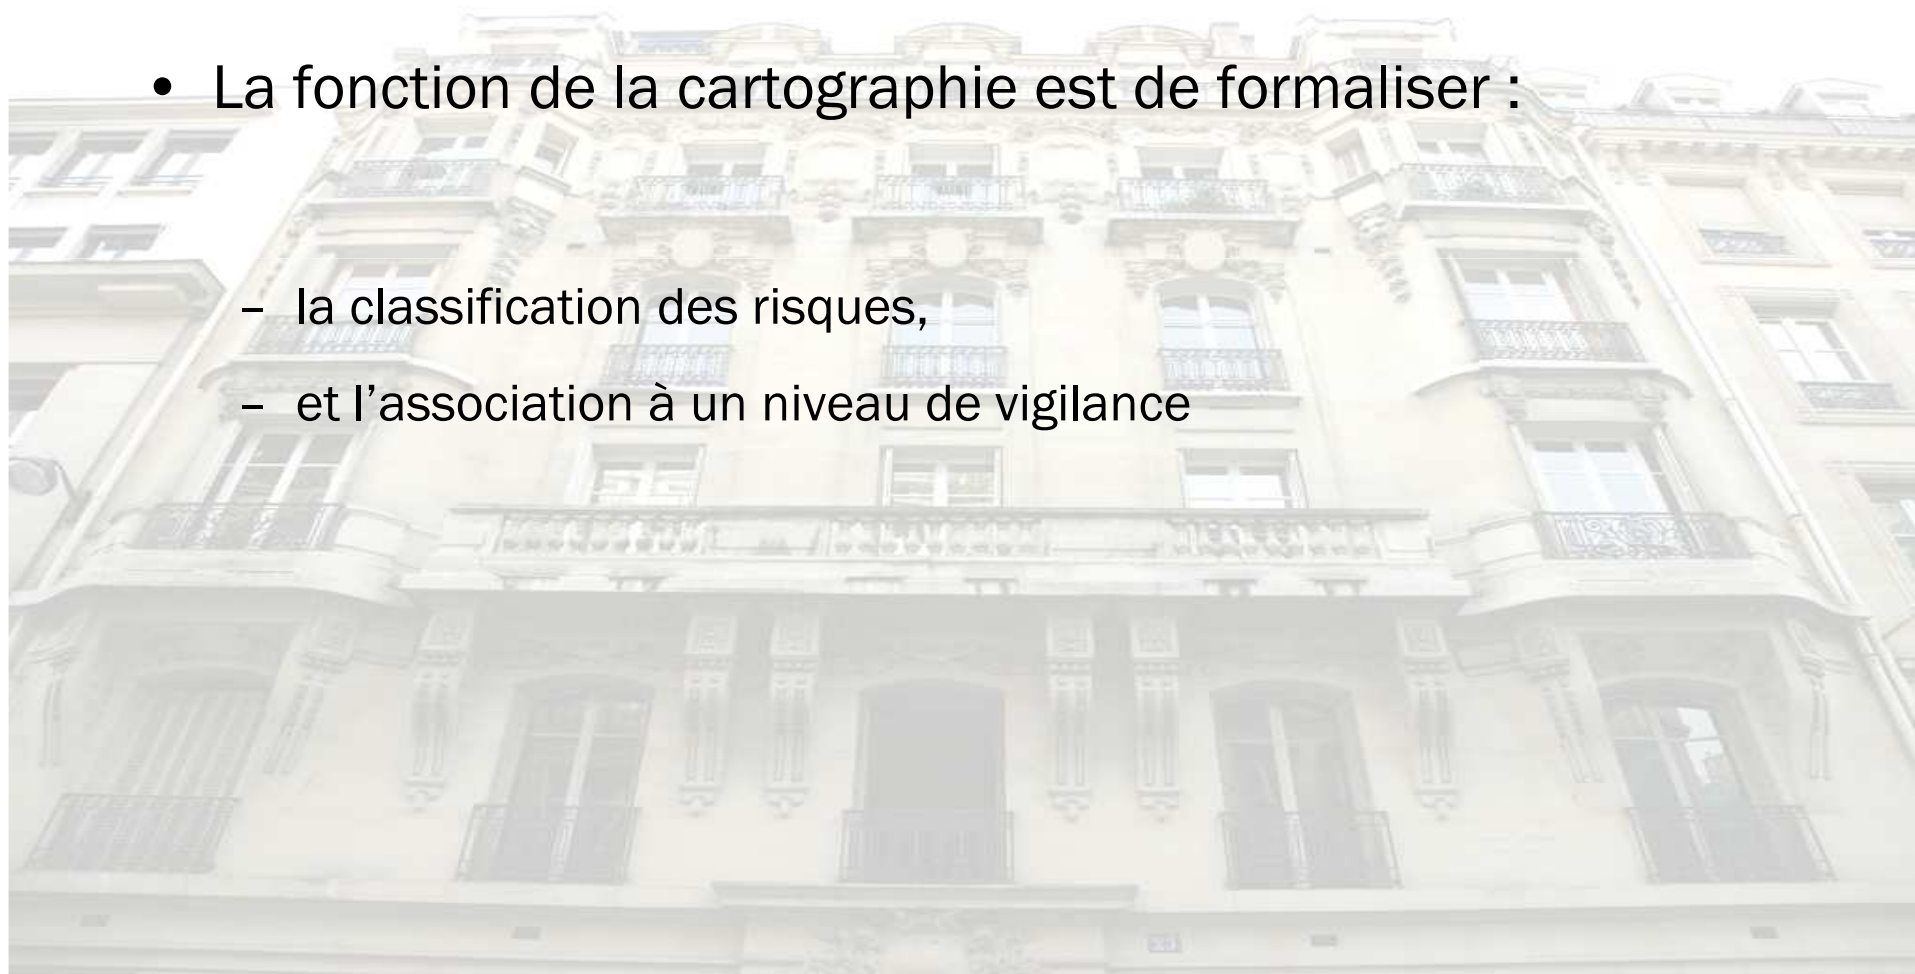 • La fonction de la cartographie est de formaliser :
– la classification des risques,
– et l’association à un niveau de vigilance